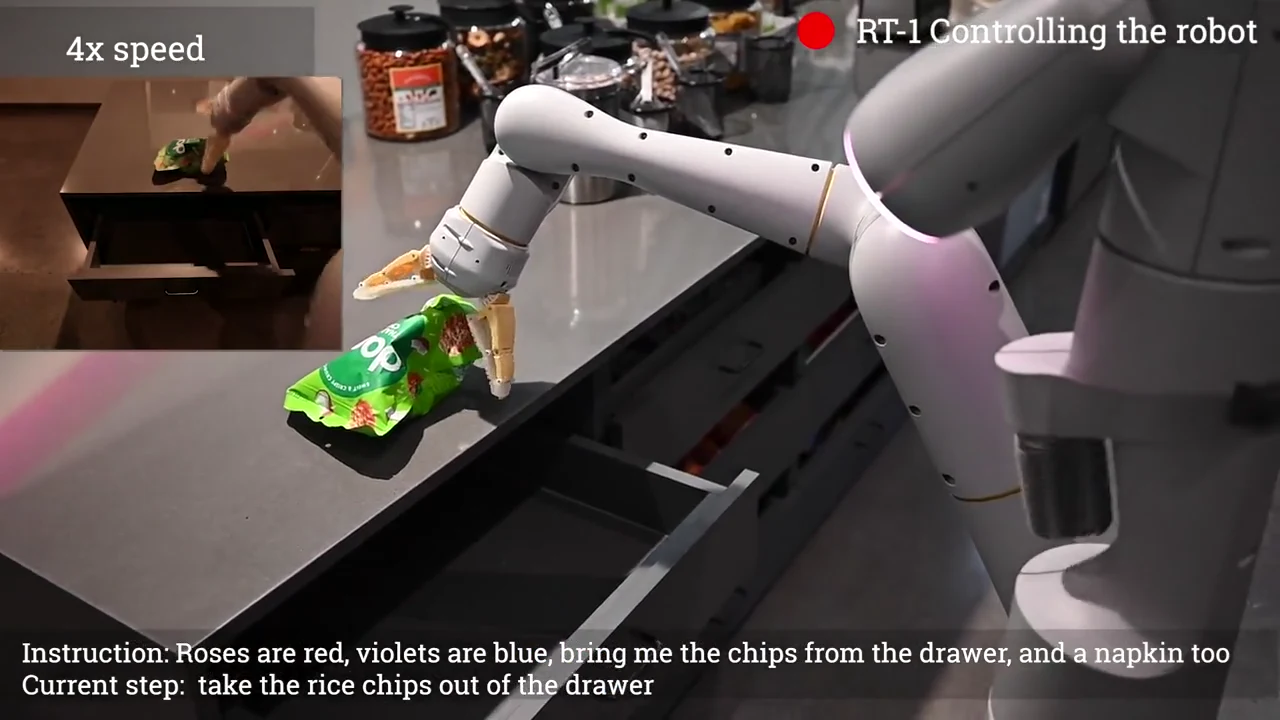 4x speed
RT-1 Controlling the robot
Instruction: Roses are red, violets are blue, bring me the chips from the drawer, and a napkin too
Current step: take the rice chips out of the drawer